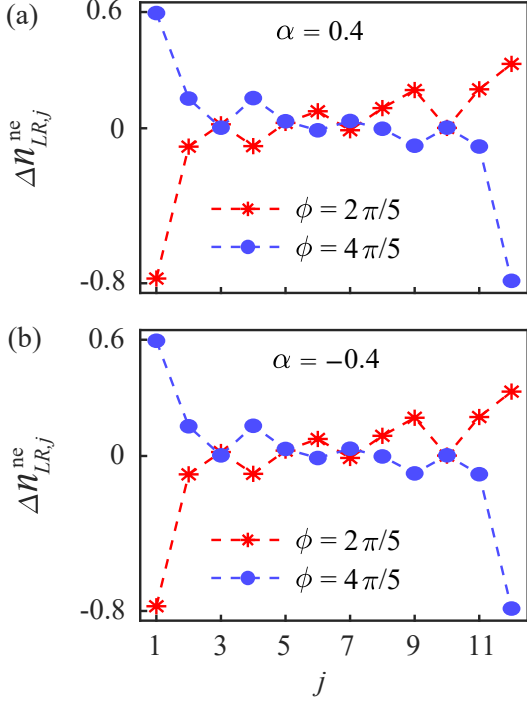 (a)
0.6
α = 0.4
0
Δn^ne_LR,j
ϕ = 2π/5
ϕ = 4π/5
-0.8
(b)
0.6
α = −0.4
0
Δn^ne_LR,j
ϕ = 2π/5
ϕ = 4π/5
-0.8
1 3 5 7 9 11
j